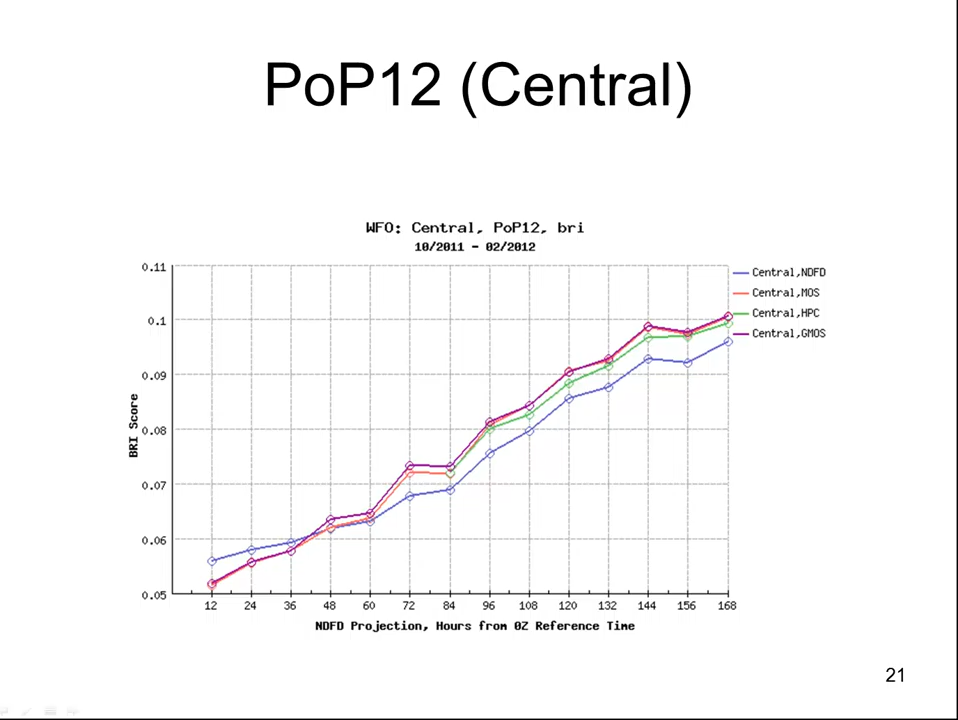 PoP12 (Central)
WFO: Central, PoP12, bri
10/2011 - 02/2012
0.11
0.1
0.09
0.08
0.07
0.06
0.05
BRI Score
Central,NDFD
Central,MOS
Central,HPC
Central,GMOS
12 24 36 48 60 72 84 96 108 120 132 144 156 168
NDFD Projection, Hours from 0Z Reference Time
21